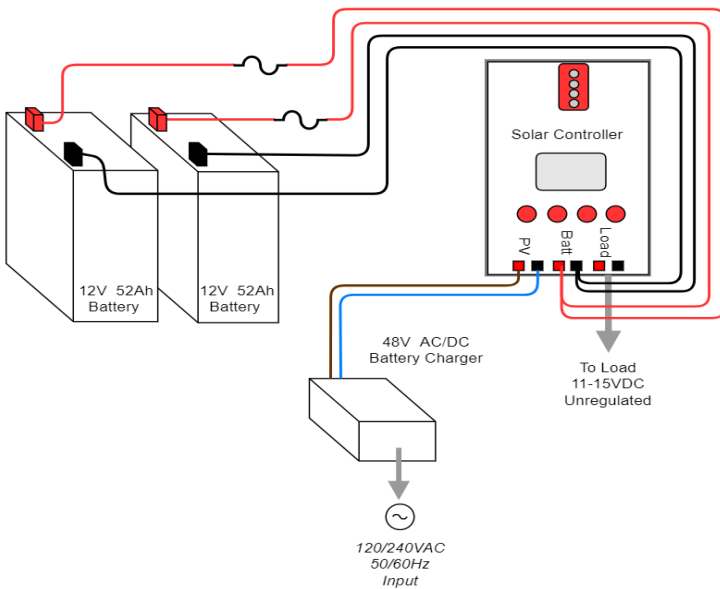 Solar Controller
PV
Batt
Load
12V 52Ah
Battery
12V 52Ah
Battery
48V AC/DC
Battery Charger
To Load
11-15VDC
Unregulated
120/240VAC
50/60Hz
Input